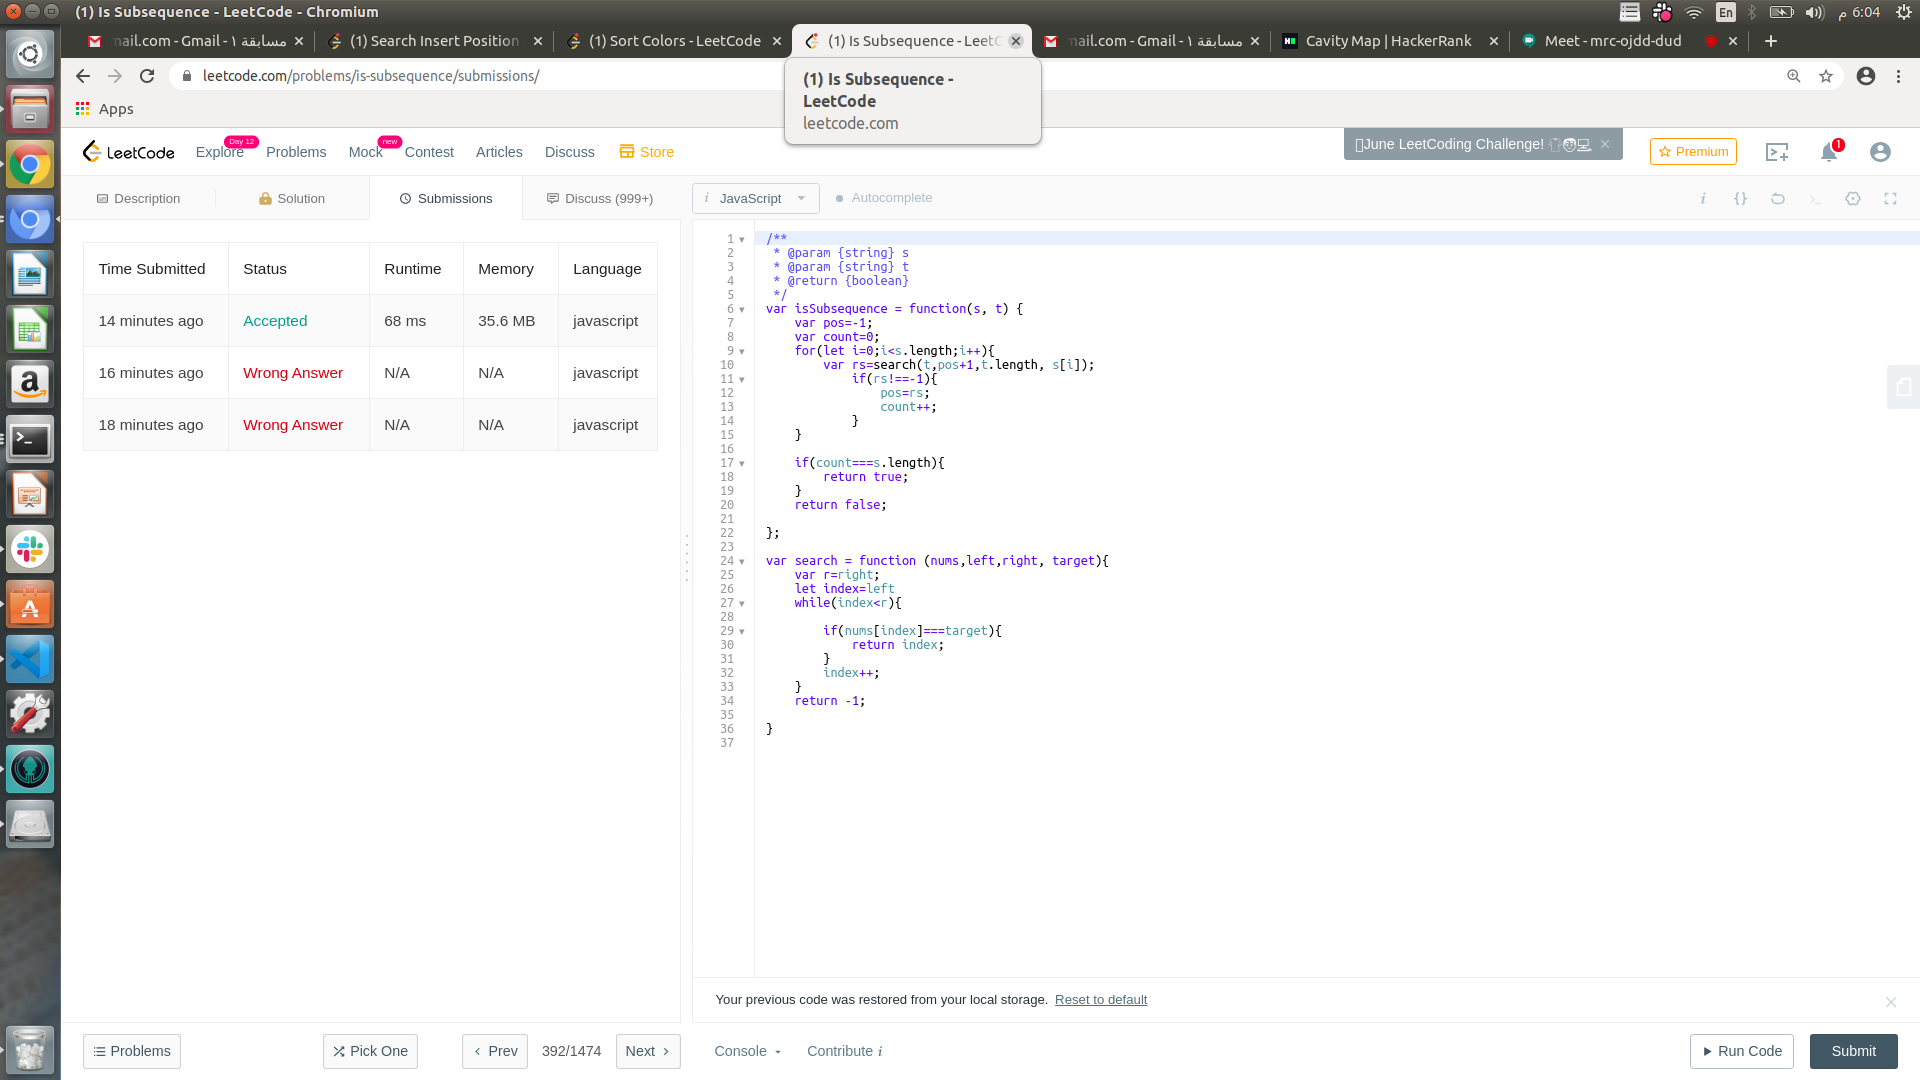 (1) Is Subsequence - LeetCode - Chromium
En
م 6:04
mail.com - Gmail - مسابقة ١
(1) Search Insert Position
(1) Sort Colors - LeetCode
(1) Is Subsequence - LeetC
mail.com - Gmail - مسابقة ١
Cavity Map | HackerRank
Meet - mrc-ojdd-dud
leetcode.com/problems/is-subsequence/submissions/
(1) Is Subsequence -
LeetCode
leetcode.com
Apps
LeetCode
Explore
Day 12
Problems
Mock
new
Contest
Articles
Discuss
Store
June LeetCoding Challenge!
Premium
1
Description
Solution
Submissions
Discuss (999+)
i JavaScript
Autocomplete
i {}
Time Submitted Status Runtime Memory Language
14 minutes ago Accepted 68 ms 35.6 MB javascript
16 minutes ago Wrong Answer N/A N/A javascript
18 minutes ago Wrong Answer N/A N/A javascript
1 /**
2  * @param {string} s
3  * @param {string} t
4  * @return {boolean}
5  */
6 var isSubsequence = function(s, t) {
7     var pos=-1;
8     var count=0;
9     for(let i=0;i<s.length;i++){
10         var rs=search(t,pos+1,t.length, s[i]);
11             if(rs!==-1){
12                 pos=rs;
13                 count++;
14             }
15     }
16
17     if(count===s.length){
18         return true;
19     }
20     return false;
21
22 };
23
24 var search = function (nums,left,right, target){
25     var r=right;
26     let index=left
27     while(index<r){
28
29         if(nums[index]===target){
30             return index;
31         }
32         index++;
33     }
34     return -1;
35
36 }
37
Your previous code was restored from your local storage. Reset to default
Problems
Pick One
Prev
392/1474
Next
Console
Contribute i
Run Code
Submit